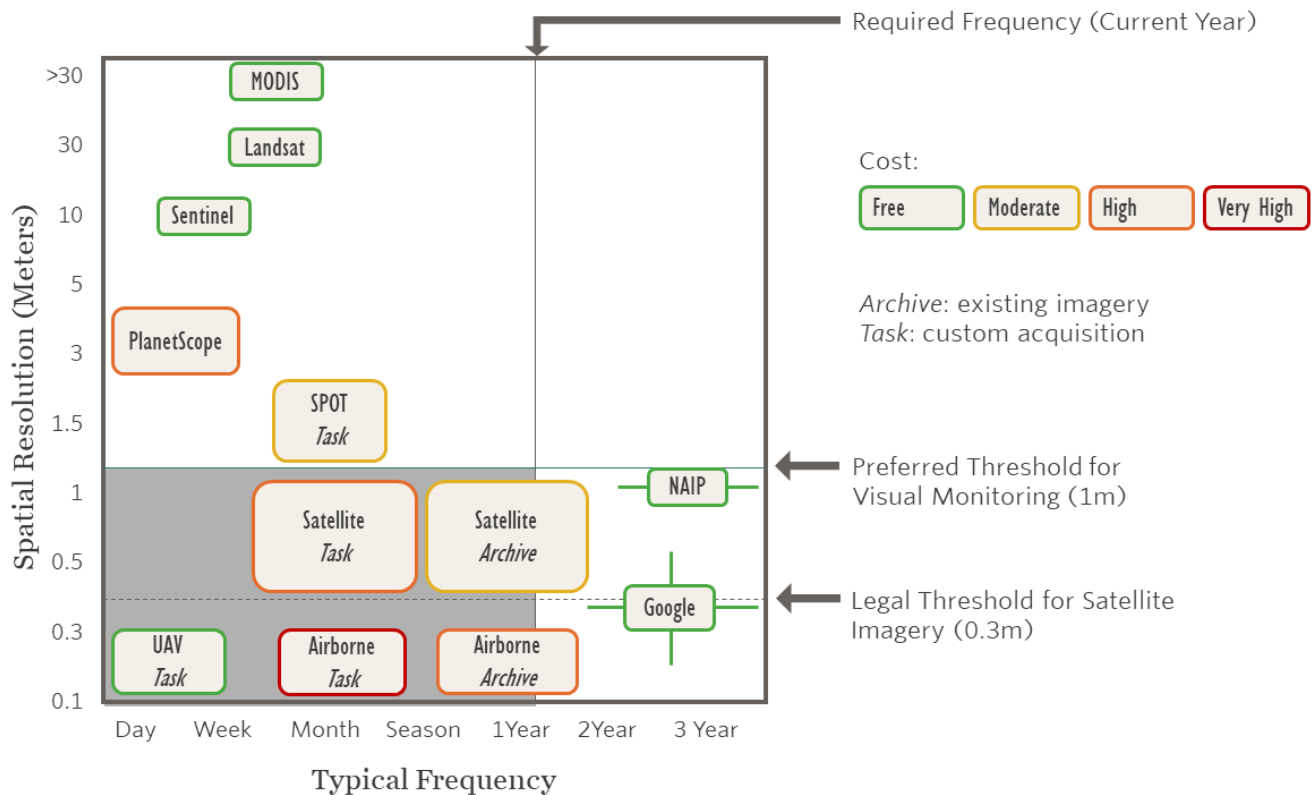 Required Frequency (Current Year)
>30
MODIS
30
Landsat
Cost:
Free
Moderate
High
Very High
10
Sentinel
5
Archive: existing imagery
Task: custom acquisition
PlanetScope
3
SPOT
Task
1.5
Preferred Threshold for
Visual Monitoring (1m)
1
NAIP
Satellite
Task
Satellite
Archive
0.5
Legal Threshold for Satellite
Imagery (0.3m)
Google
0.3
UAV
Task
Airborne
Task
Airborne
Archive
0.1
Spatial Resolution (Meters)
Day
Week
Month
Season
1Year
2Year
3 Year
Typical Frequency